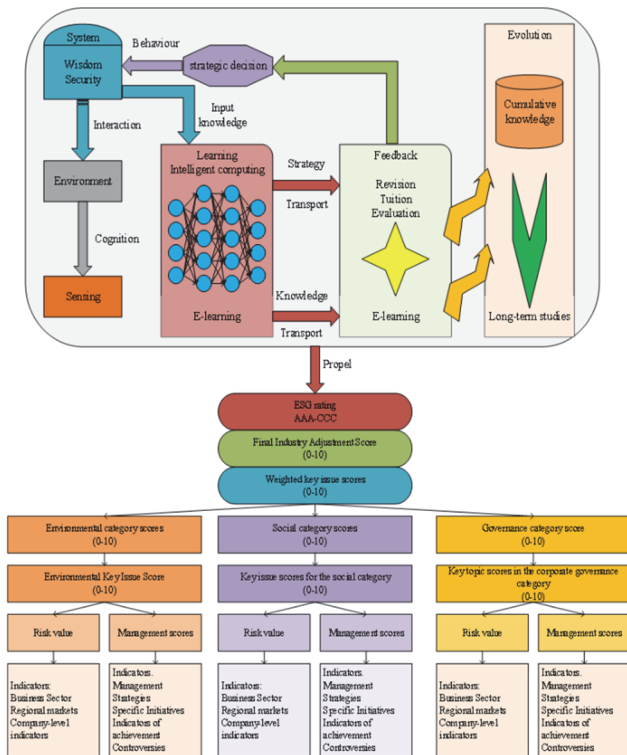 System
Wisdom
Security
Behaviour
strategic decision
Evolution
Cumulative
knowledge
Input
knowledge
Interaction
Learning
Intelligent computing
Strategy
Transport
Feedback
Revision
Tuition
Evaluation
Environment
Cognition
Sensing
E-learning
Knowledge
Transport
E-learning
Long-term studies
Propel
ESG rating
AAA-CCC
Final Industry Adjustment Score
(0-10)
Weighted key issue scores
(0-10)
Environmental category scores
(0-10)
Social category scores
(0-10)
Governance category score
(0-10)
Environmental Key Issue Score
(0-10)
Key issue scores for the social category
(0-10)
Key topic scores in the corporate governance
category
(0-10)
Risk value
Management scores
Risk value
Management scores
Risk value
Management scores
Indicators:
Business Sector
Regional markets
Company-level
indicators
Indicators.
Management
Strategies
Specific Initiatives
Indicators of
achievement
Controversies
Indicators:
Business Sector
Regional markets
Company-level
indicators
Indicators.
Management
Strategies
Specific Initiatives
Indicators of
achievement
Controversies
Indicators:
Business Sector
Regional markets
Company-level
indicators
Indicators.
Management
Strategies
Specific Initiatives
Indicators of
achievement
Controversies